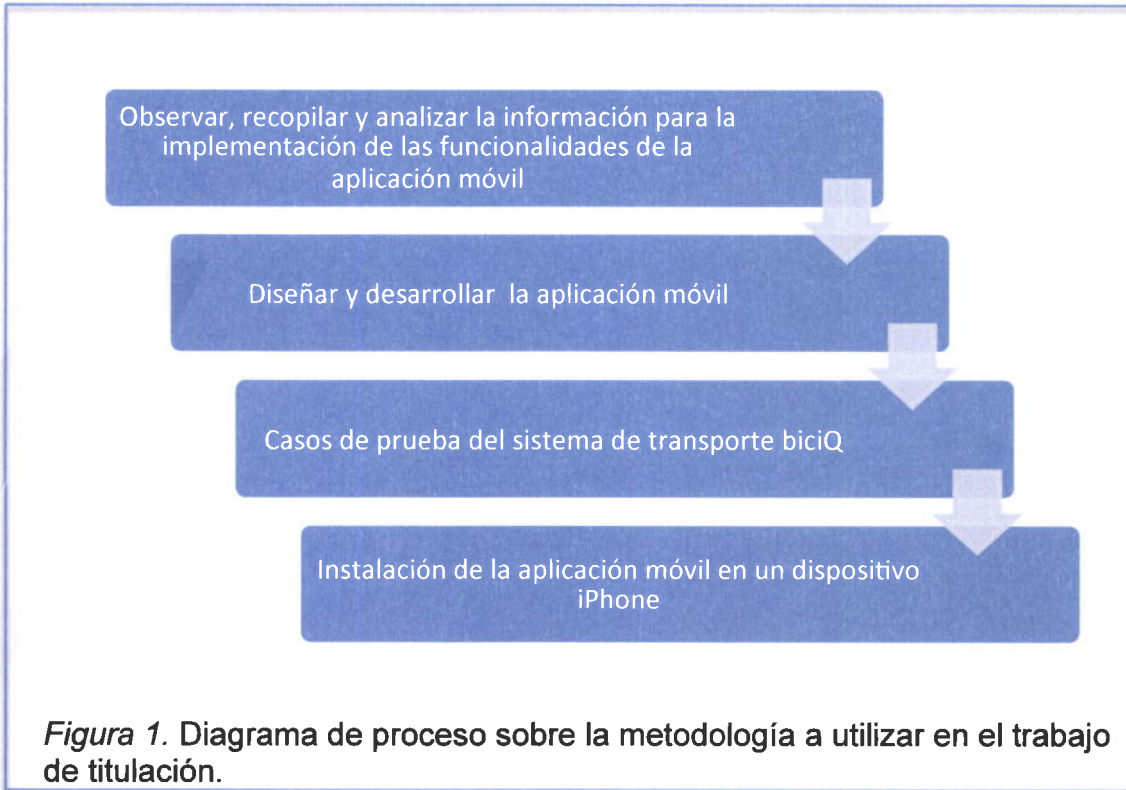 Observar, recopilar y analizar la información para la
implementación de las funcionalidades de la
aplicación móvil
Diseñar y desarrollar la aplicación móvil
Casos de prueba del sistema de transporte biciQ
Instalación de la aplicación móvil en un dispositivo
iPhone
Figura 1. Diagrama de proceso sobre la metodología a utilizar en el trabajo
de titulación.